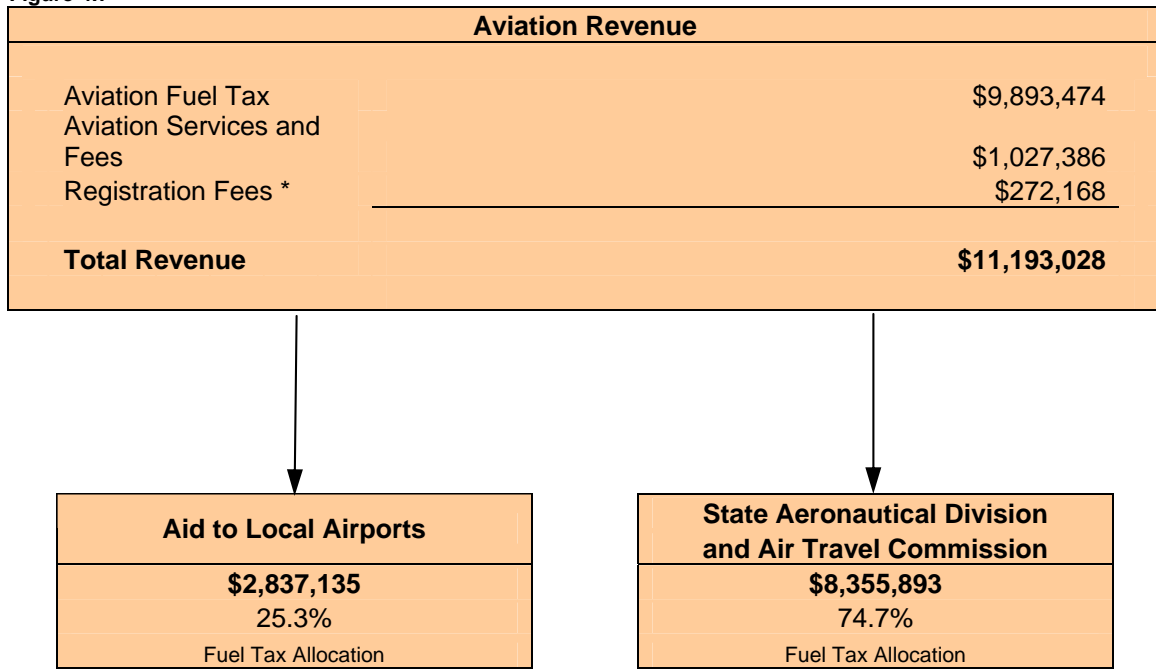 Aviation Revenue
Aviation Fuel Tax $9,893,474
Aviation Services and
Fees $1,027,386
Registration Fees * $272,168
Total Revenue $11,193,028
Aid to Local Airports
$2,837,135
25.3%
Fuel Tax Allocation
State Aeronautical Division
and Air Travel Commission
$8,355,893
74.7%
Fuel Tax Allocation